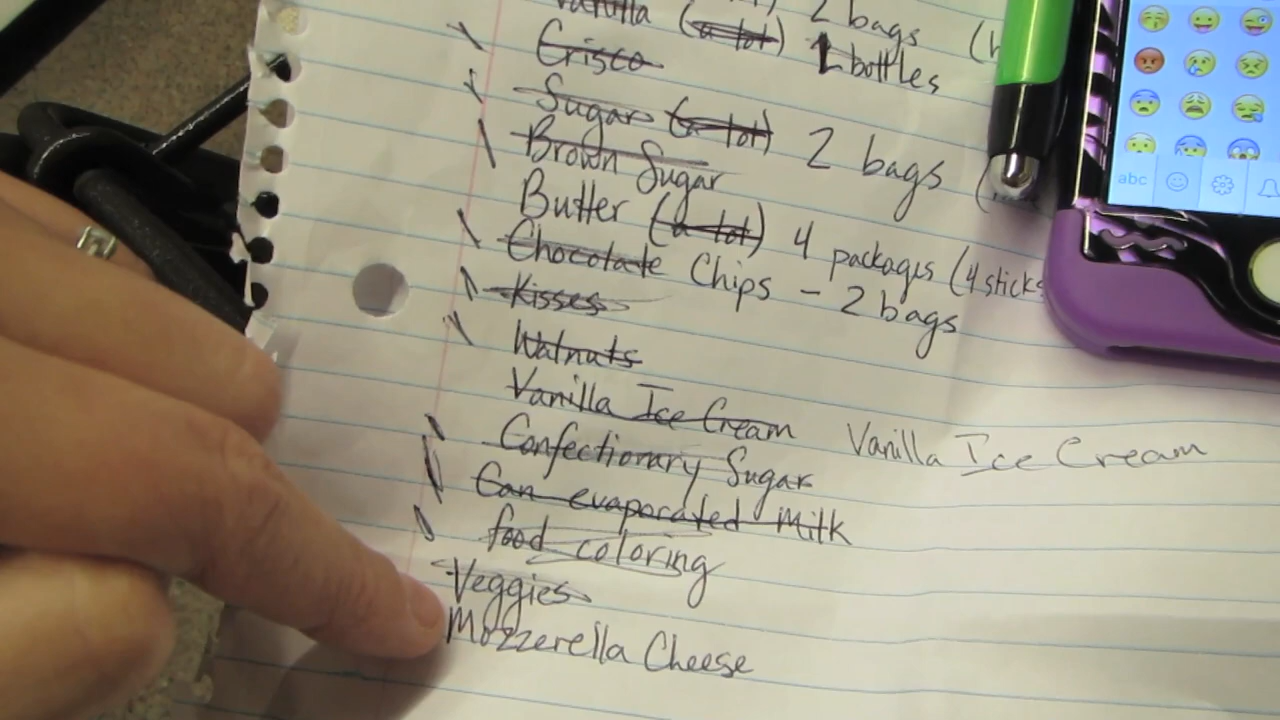 Vanilla (a lot) 2 bags (
Crisco 1 bottles
Sugar (a lot) 2 bags (
Brown Sugar
Butter (a lot) 4 packages (4 sticks
Chocolate Chips - 2 bags
Kisses
Walnuts
Vanilla Ice Cream Vanilla Ice Cream
Confectionary Sugar
Can evaporated Milk
food coloring
Veggies
Mozzerella Cheese
abc